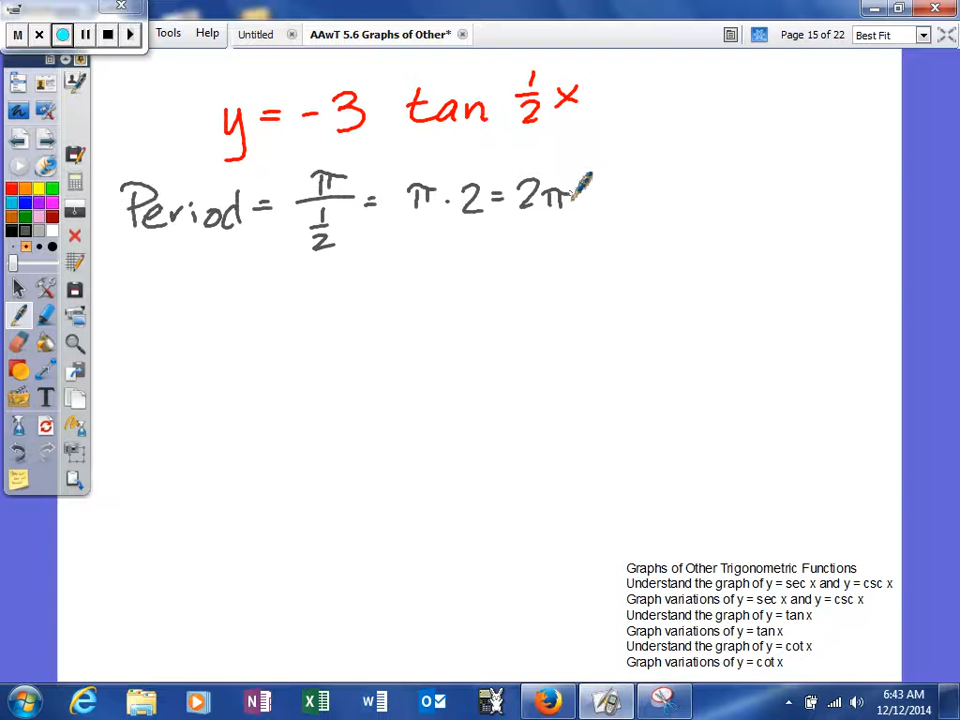 M
Tools Help Untitled AAwT 5.6 Graphs of Other* Page 15 of 22 Best Fit
y = -3 tan 1/2 x
Period = π/(1/2) = π · 2 = 2π
T
Graphs of Other Trigonometric Functions
Understand the graph of y = sec x and y = csc x
Graph variations of y = sec x and y = csc x
Understand the graph of y = tan x
Graph variations of y = tan x
Understand the graph of y = cot x
Graph variations of y = cot x
6:43 AM
12/12/2014